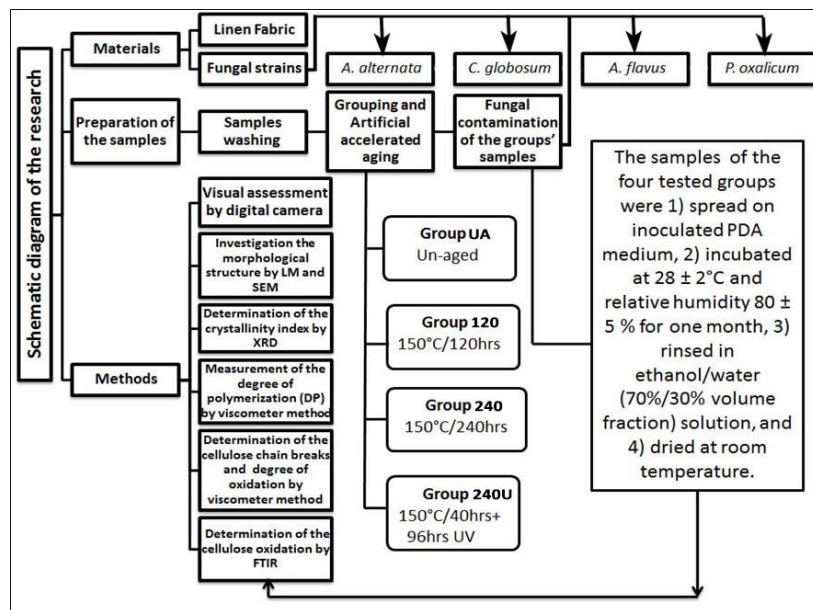 Schematic diagram of the research
Materials
Linen Fabric
Fungal strains
A. alternata
C. globosum
A. flavus
P. oxalicum
Preparation of
the samples
Samples
washing
Grouping and
Artificial
accelerated
aging
Fungal
contamination
of the groups'
samples
Methods
Visual assessment
by digital camera
Investigation the
morphological
structure by LM and
SEM
Determination of the
crystallinity index by
XRD
Measurement of the
degree of
polymerization (DP)
by viscometer method
Determination of the
cellulose chain breaks
and degree of
oxidation by
viscometer method
Determination of the
cellulose oxidation by
FTIR
Group UA
Un-aged
Group 120
150°C/120hrs
Group 240
150°C/240hrs
Group 240U
150°C/40hrs+
96hrs UV
The samples of the
four tested groups
were 1) spread on
inoculated PDA
medium, 2) incubated
at 28 ± 2°C and
relative humidity 80 ±
5 % for one month, 3)
rinsed in
ethanol/water
(70%/30% volume
fraction) solution, and
4) dried at room
temperature.